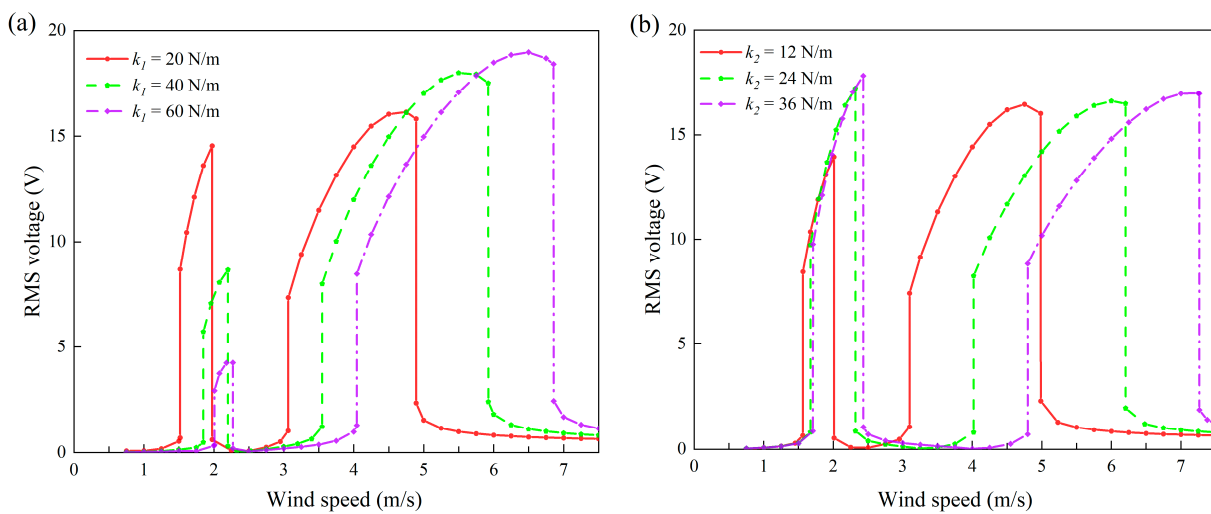 (a)
RMS voltage (V)
20
15
10
5
0
k1 = 20 N/m
k1 = 40 N/m
k1 = 60 N/m
0 1 2 3 4 5 6 7
Wind speed (m/s)
(b)
RMS voltage (V)
20
15
10
5
0
k2 = 12 N/m
k2 = 24 N/m
k2 = 36 N/m
0 1 2 3 4 5 6 7
Wind speed (m/s)